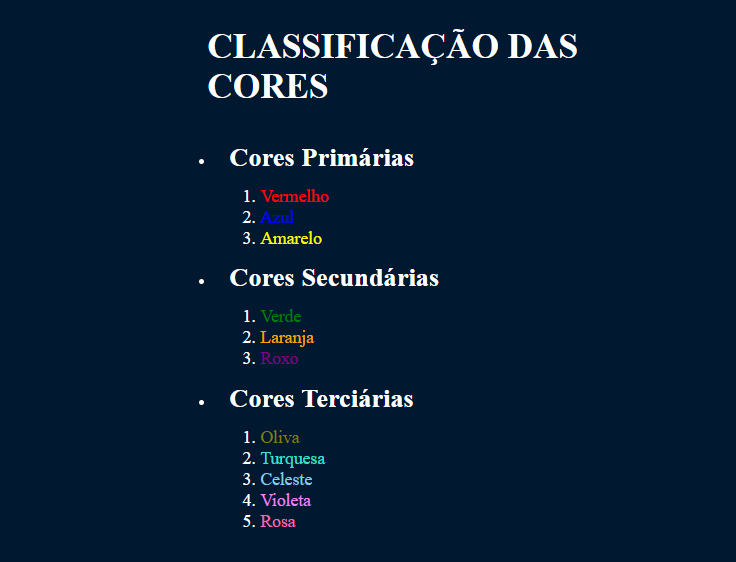 CLASSIFICAÇÃO DAS
CORES
Cores Primárias
1. Vermelho
2. Azul
3. Amarelo
Cores Secundárias
1. Verde
2. Laranja
3. Roxo
Cores Terciárias
1. Oliva
2. Turquesa
3. Celeste
4. Violeta
5. Rosa